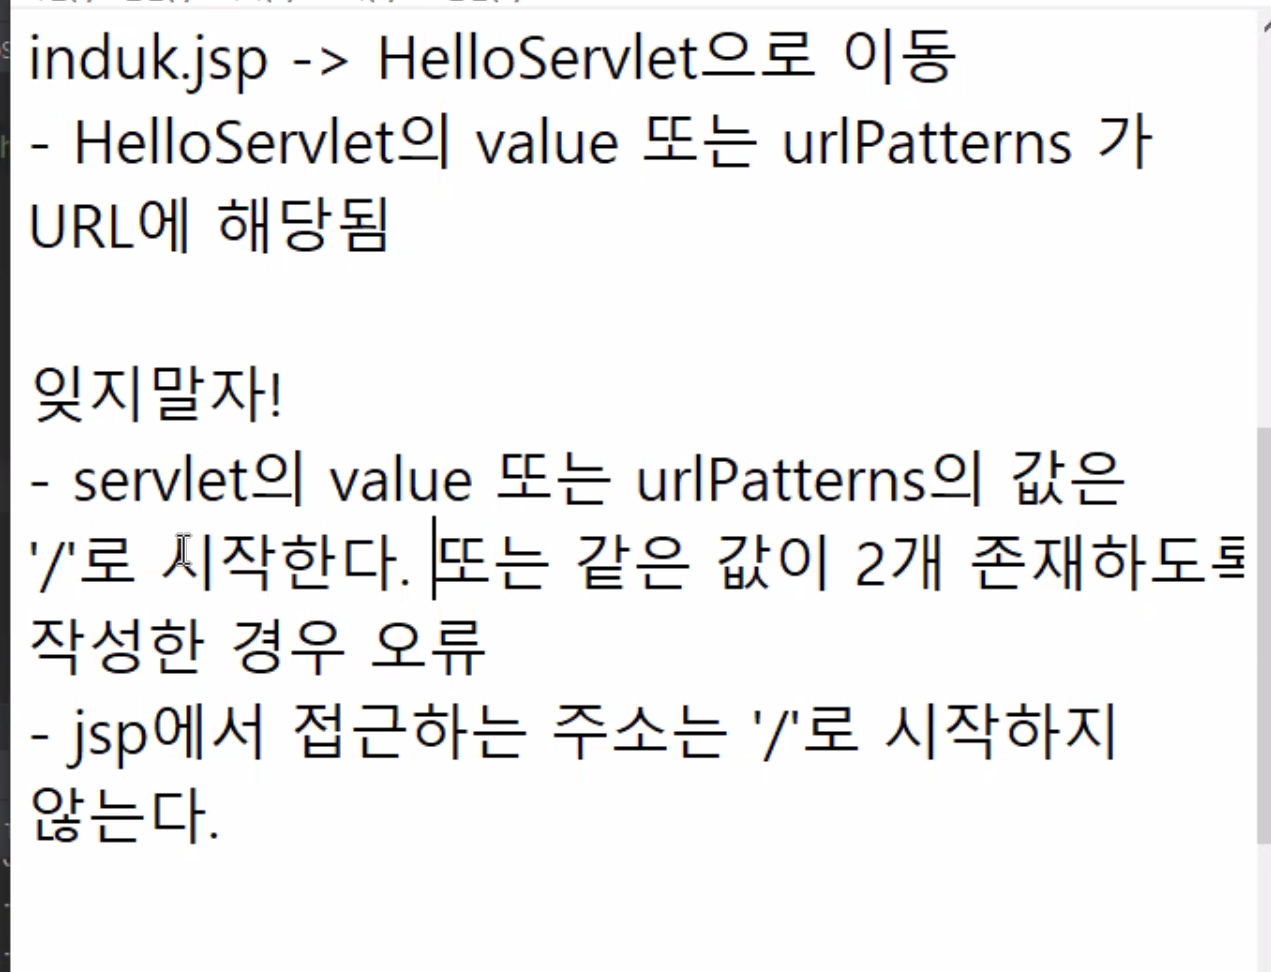 induk.jsp -> HelloServlet으로 이동
- HelloServlet의 value 또는 urlPatterns 가
URL에 해당됨
잊지말자!
- servlet의 value 또는 urlPatterns의 값은
'/'로 시작한다. 또는 같은 값이 2개 존재하도록
작성한 경우 오류
- jsp에서 접근하는 주소는 '/'로 시작하지
않는다.